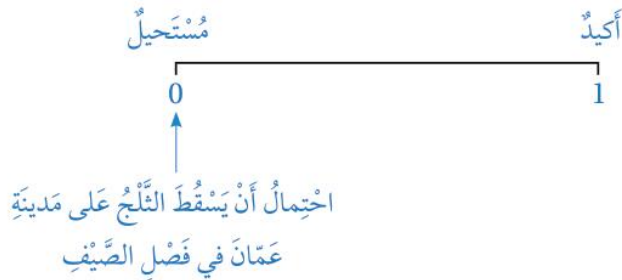 مُسْتَحيلٌ
أَكيدٌ
0
1
احْتِمالُ أَنْ يَسْقُطَ الثَّلْجُ عَلى مَدينَةِ
عَمّانَ في فَصْلِ الصَّيْفِ